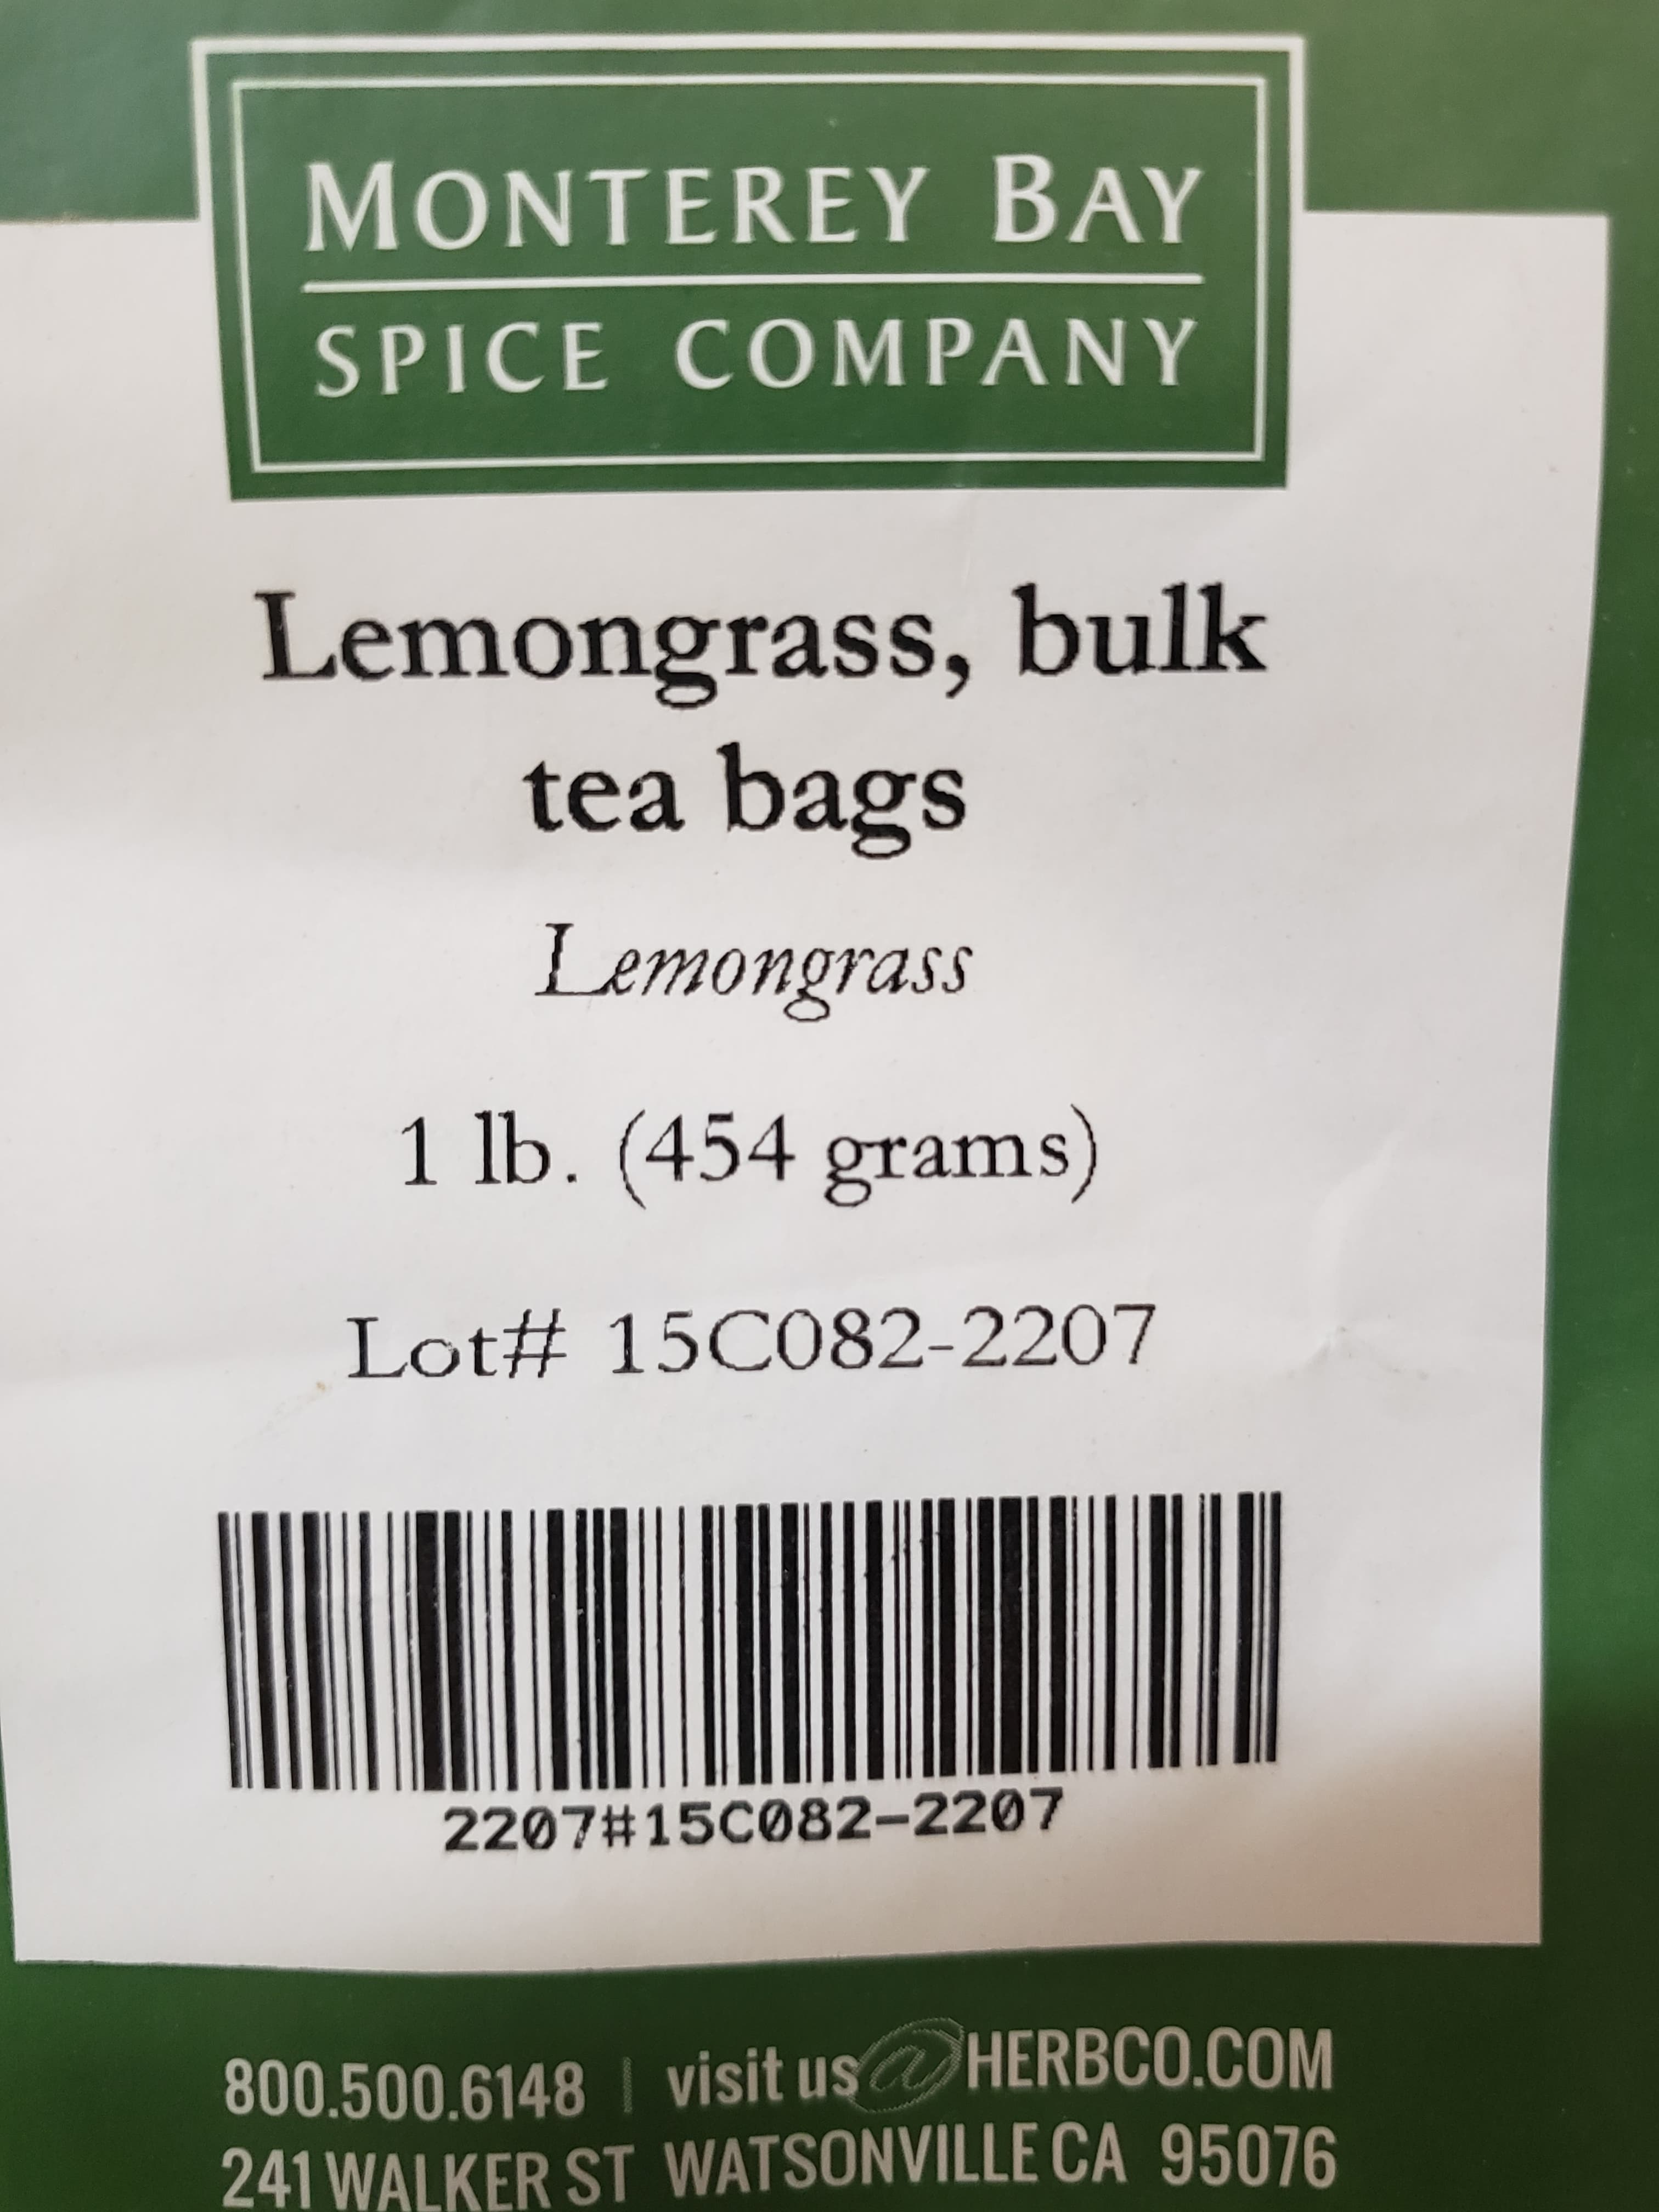 MONTEREY BAY
SPICE COMPANY
Lemongrass, bulk
tea bags
Lemongrass
1 lb. (454 grams)
Lot# 15C082-2207
2207#15C082-2207
800.500.6148 | visit us @ HERBCO.COM
241 WALKER ST WATSONVILLE CA 95076